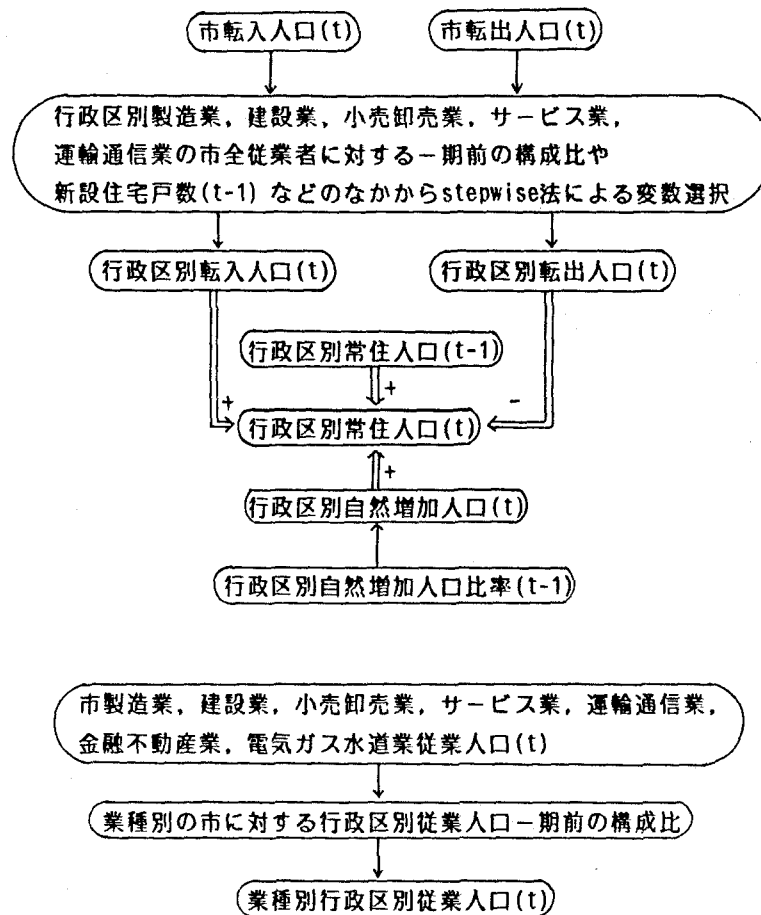 市転入人口(t)
市転出人口(t)
行政区別製造業，建設業，小売卸売業，サービス業，
運輸通信業の市全従業者に対する一期前の構成比や
新設住宅戸数(t-1) などのなかからstepwise法による変数選択
行政区別転入人口(t)
行政区別転出人口(t)
行政区別常住人口(t-1)
+
+
-
行政区別常住人口(t)
+
行政区別自然増加人口(t)
行政区別自然増加人口比率(t-1)
市製造業，建設業，小売卸売業，サービス業，運輸通信業，
金融不動産業，電気ガス水道業従業人口(t)
業種別の市に対する行政区別従業人口一期前の構成比
業種別行政区別従業人口(t)